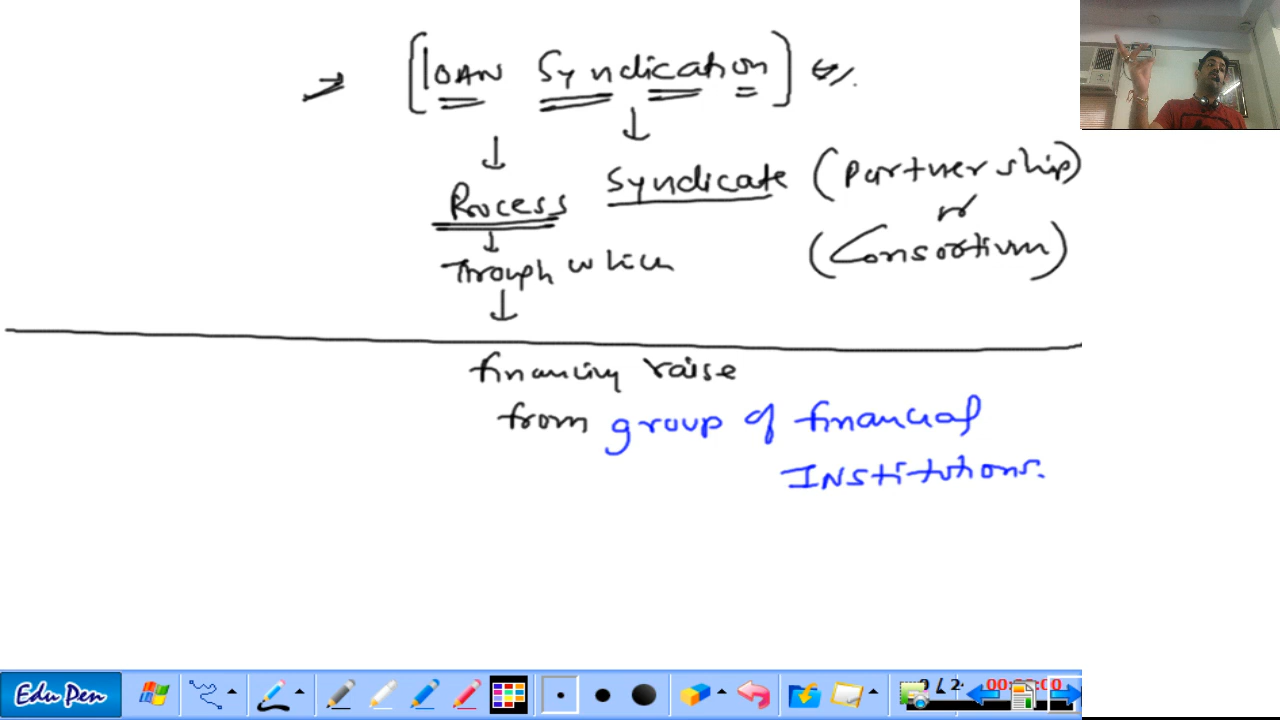 [LOAN Syndication]
Process
Syndicate (Partnership)
or
(Consortium)
Through which
financing raise
from group of financial
INstitutions.
Edu Pen